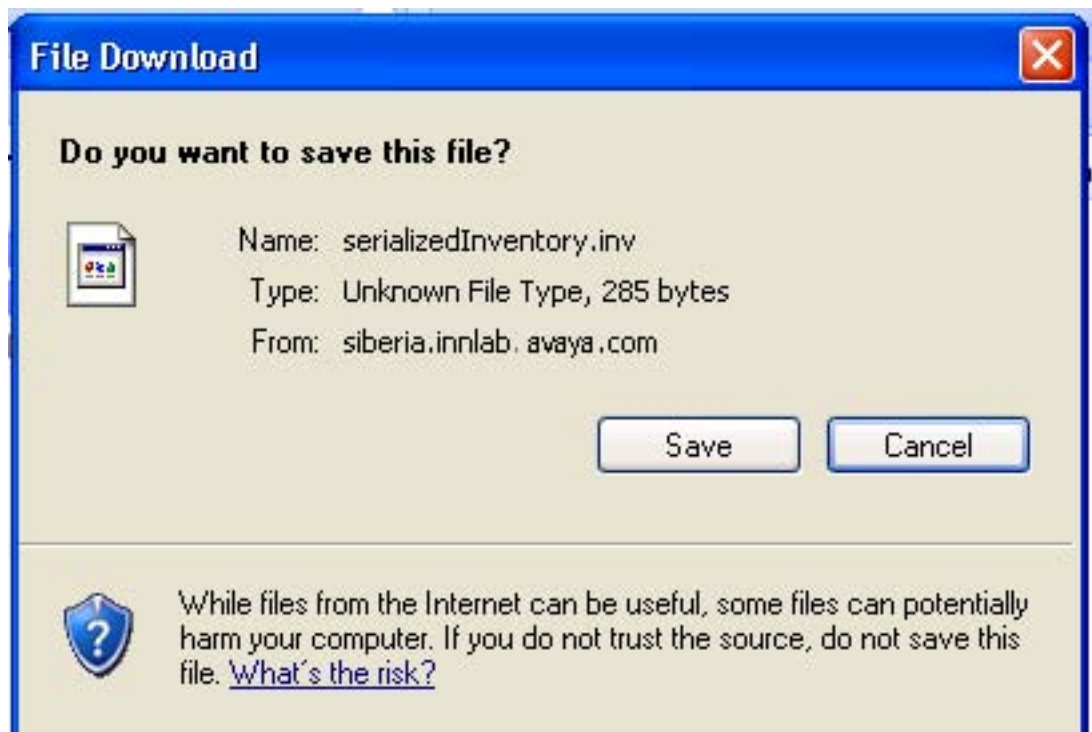 File Download
Do you want to save this file?
Name: serializedInventory.inv
Type: Unknown File Type, 285 bytes
From: siberia.innlab.avaya.com
Save Cancel
While files from the Internet can be useful, some files can potentially
harm your computer. If you do not trust the source, do not save this
file. What's the risk?